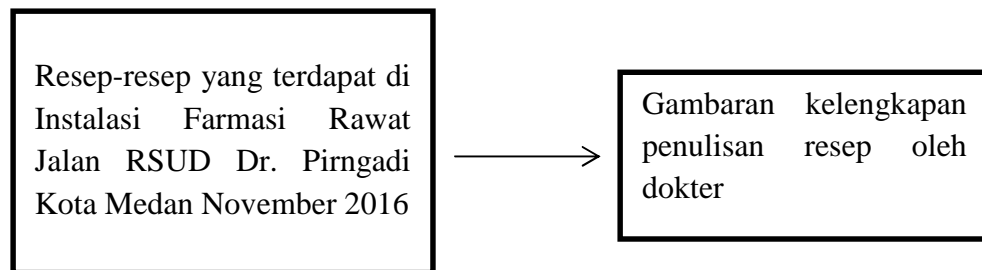 Resep-resep yang terdapat di
Instalasi Farmasi Rawat
Jalan RSUD Dr. Pirngadi
Kota Medan November 2016
Gambaran kelengkapan
penulisan resep oleh
dokter